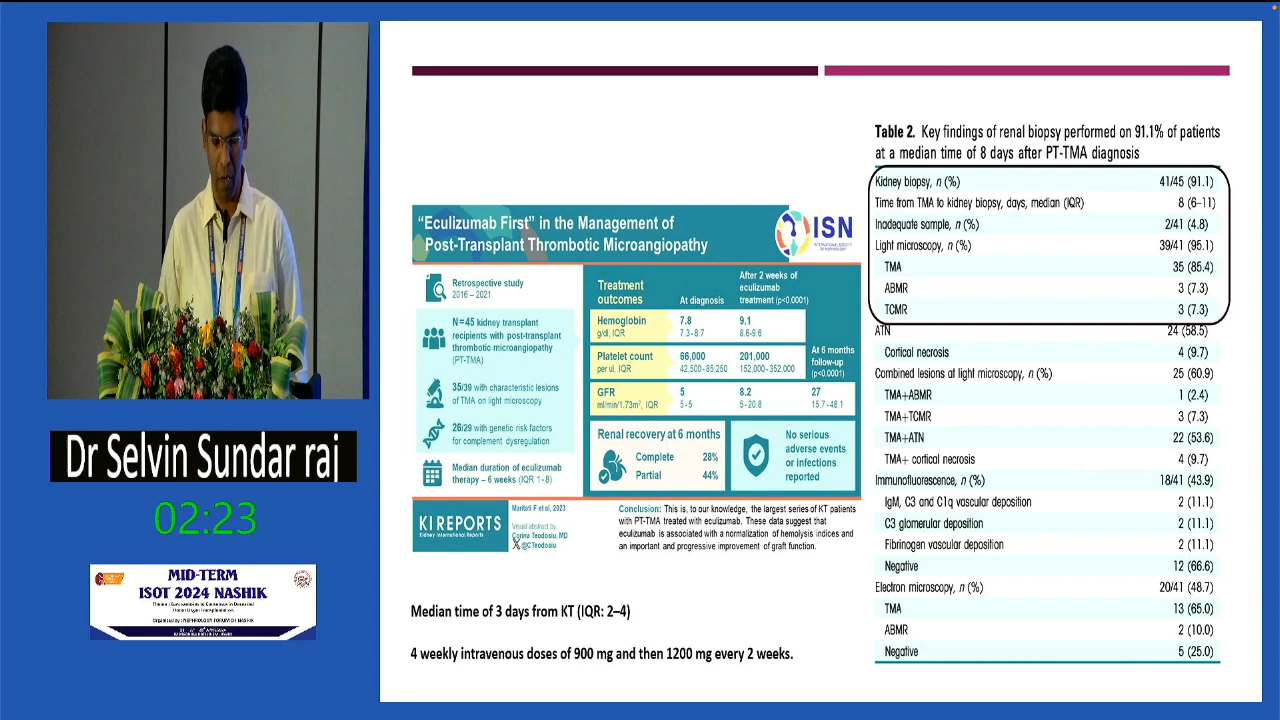 Dr Selvin Sundar raj
02:23
MID-TERM
ISOT 2024 NASHIK
"Eculizumab First" in the Management of
Post-Transplant Thrombotic Microangiopathy
ISN
Retrospective study
2016 – 2021
N=45 kidney transplant
recipients with post-transplant
thrombotic microangiopathy
(PT-TMA)
35/39 with characteristic lesions
of TMA on light microscopy
26/29 with genetic risk factors
for complement dysregulation
Median duration of eculizumab
therapy – 6 weeks (IQR 1 - 8)
Treatment
outcomes
At diagnosis
After 2 weeks of
eculizumab
treatment (p<0.0001)
Hemoglobin 7.8 9.1
g/dl, IQR 7.3 - 8.7 8.6-9.6
At 6 months
follow-up
(p<0.0001)
Platelet count 66,000 201,000
per ul, IQR 42,500 - 85,250 152,000 - 352,000
GFR 5 8.2 27
ml/min/1.73m², IQR 5 - 5 5 - 20.8 15.7 - 48.1
Renal recovery at 6 months
Complete 28%
Partial 44%
No serious
adverse events
or infections
reported
KI REPORTS
Kidney International Reports
Maritati F et al, 2023
Visual abstract by:
Carina Teodosiu, MD
@CTeodosiu
Conclusion: This is, to our knowledge, the largest series of KT patients
with PT-TMA treated with eculizumab. These data suggest that
eculizumab is associated with a normalization of hemolysis indices and
an important and progressive improvement of graft function.
Median time of 3 days from KT (IQR: 2–4)
4 weekly intravenous doses of 900 mg and then 1200 mg every 2 weeks.
Table 2. Key findings of renal biopsy performed on 91.1% of patients
at a median time of 8 days after PT-TMA diagnosis
Kidney biopsy, n (%) 41/45 (91.1)
Time from TMA to kidney biopsy, days, median (IQR) 8 (6–11)
Inadequate sample, n (%) 2/41 (4.8)
Light microscopy, n (%) 39/41 (95.1)
TMA 35 (85.4)
ABMR 3 (7.3)
TCMR 3 (7.3)
ATN 24 (58.5)
Cortical necrosis 4 (9.7)
Combined lesions at light microscopy, n (%) 25 (60.9)
TMA+ABMR 1 (2.4)
TMA+TCMR 3 (7.3)
TMA+ATN 22 (53.6)
TMA+ cortical necrosis 4 (9.7)
Immunofluorescence, n (%) 18/41 (43.9)
IgM, C3 and C1q vascular deposition 2 (11.1)
C3 glomerular deposition 2 (11.1)
Fibrinogen vascular deposition 2 (11.1)
Negative 12 (66.6)
Electron microscopy, n (%) 20/41 (48.7)
TMA 13 (65.0)
ABMR 2 (10.0)
Negative 5 (25.0)